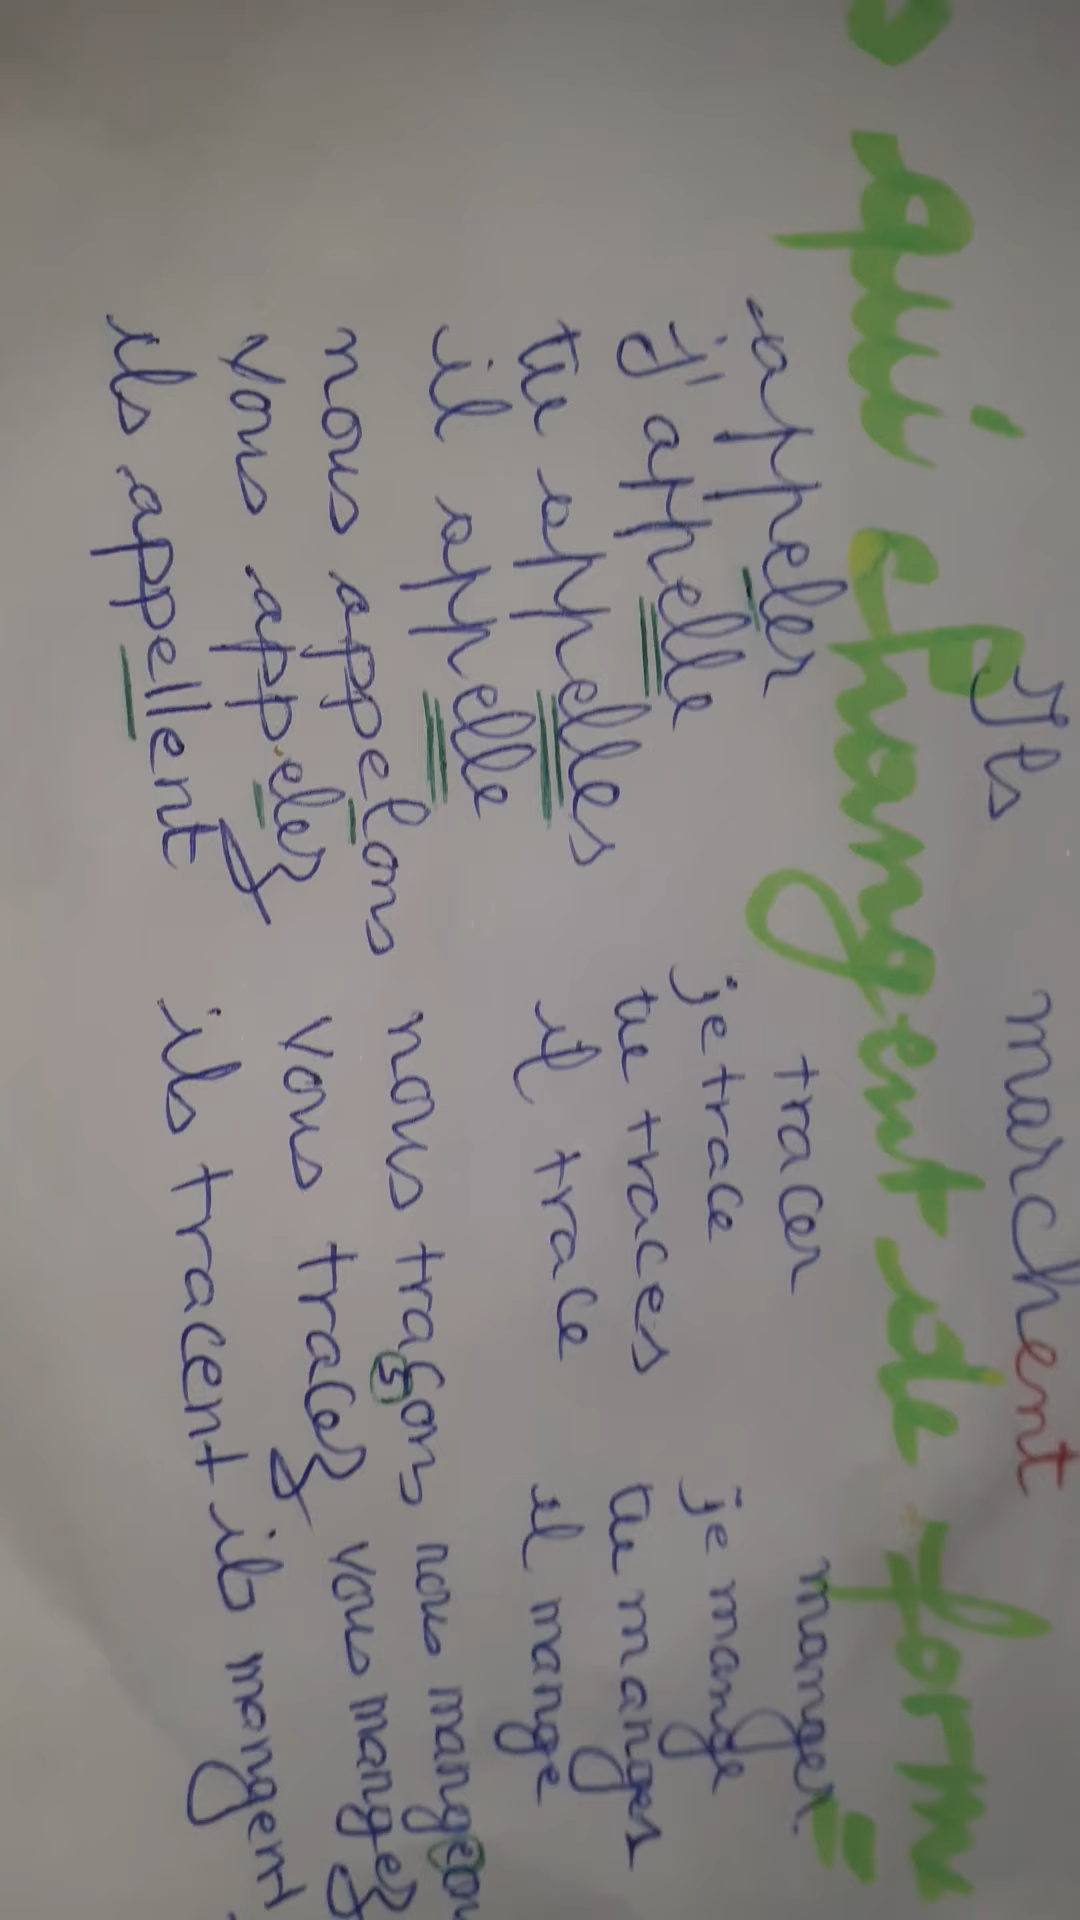 Ils marchent
qui changent de form
appeler tracer manger
j'appelle je trace je mange
tu appelles tu traces tu manges
il appelle il trace il mange
nous appelons nous traçons nous mangeon
vous appelez vous tracez vous mangez
ils appellent ils tracent ils mangent